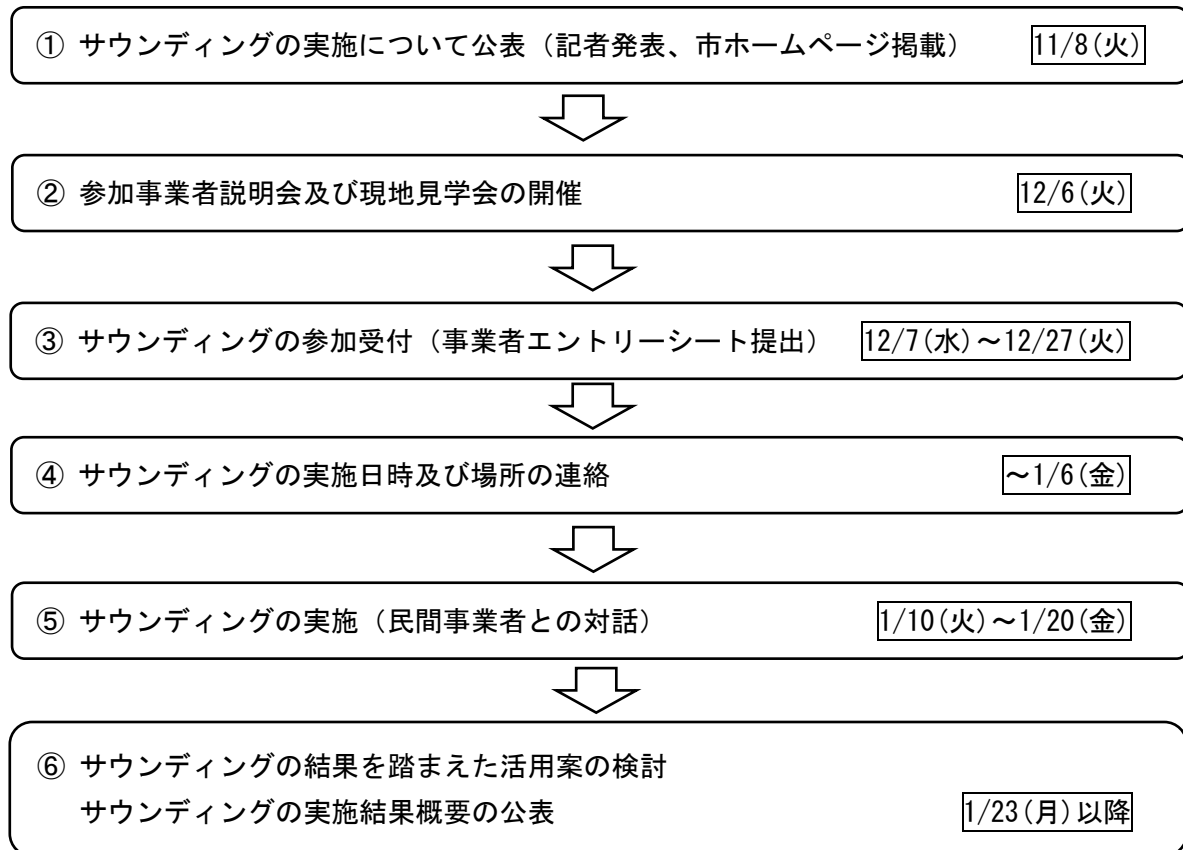 ① サウンディングの実施について公表（記者発表、市ホームページ掲載） 11/8(火)
② 参加事業者説明会及び現地見学会の開催 12/6(火)
③ サウンディングの参加受付（事業者エントリーシート提出） 12/7(水)～12/27(火)
④ サウンディングの実施日時及び場所の連絡 ～1/6(金)
⑤ サウンディングの実施（民間事業者との対話） 1/10(火)～1/20(金)
⑥ サウンディングの結果を踏まえた活用案の検討
サウンディングの実施結果概要の公表 1/23(月)以降